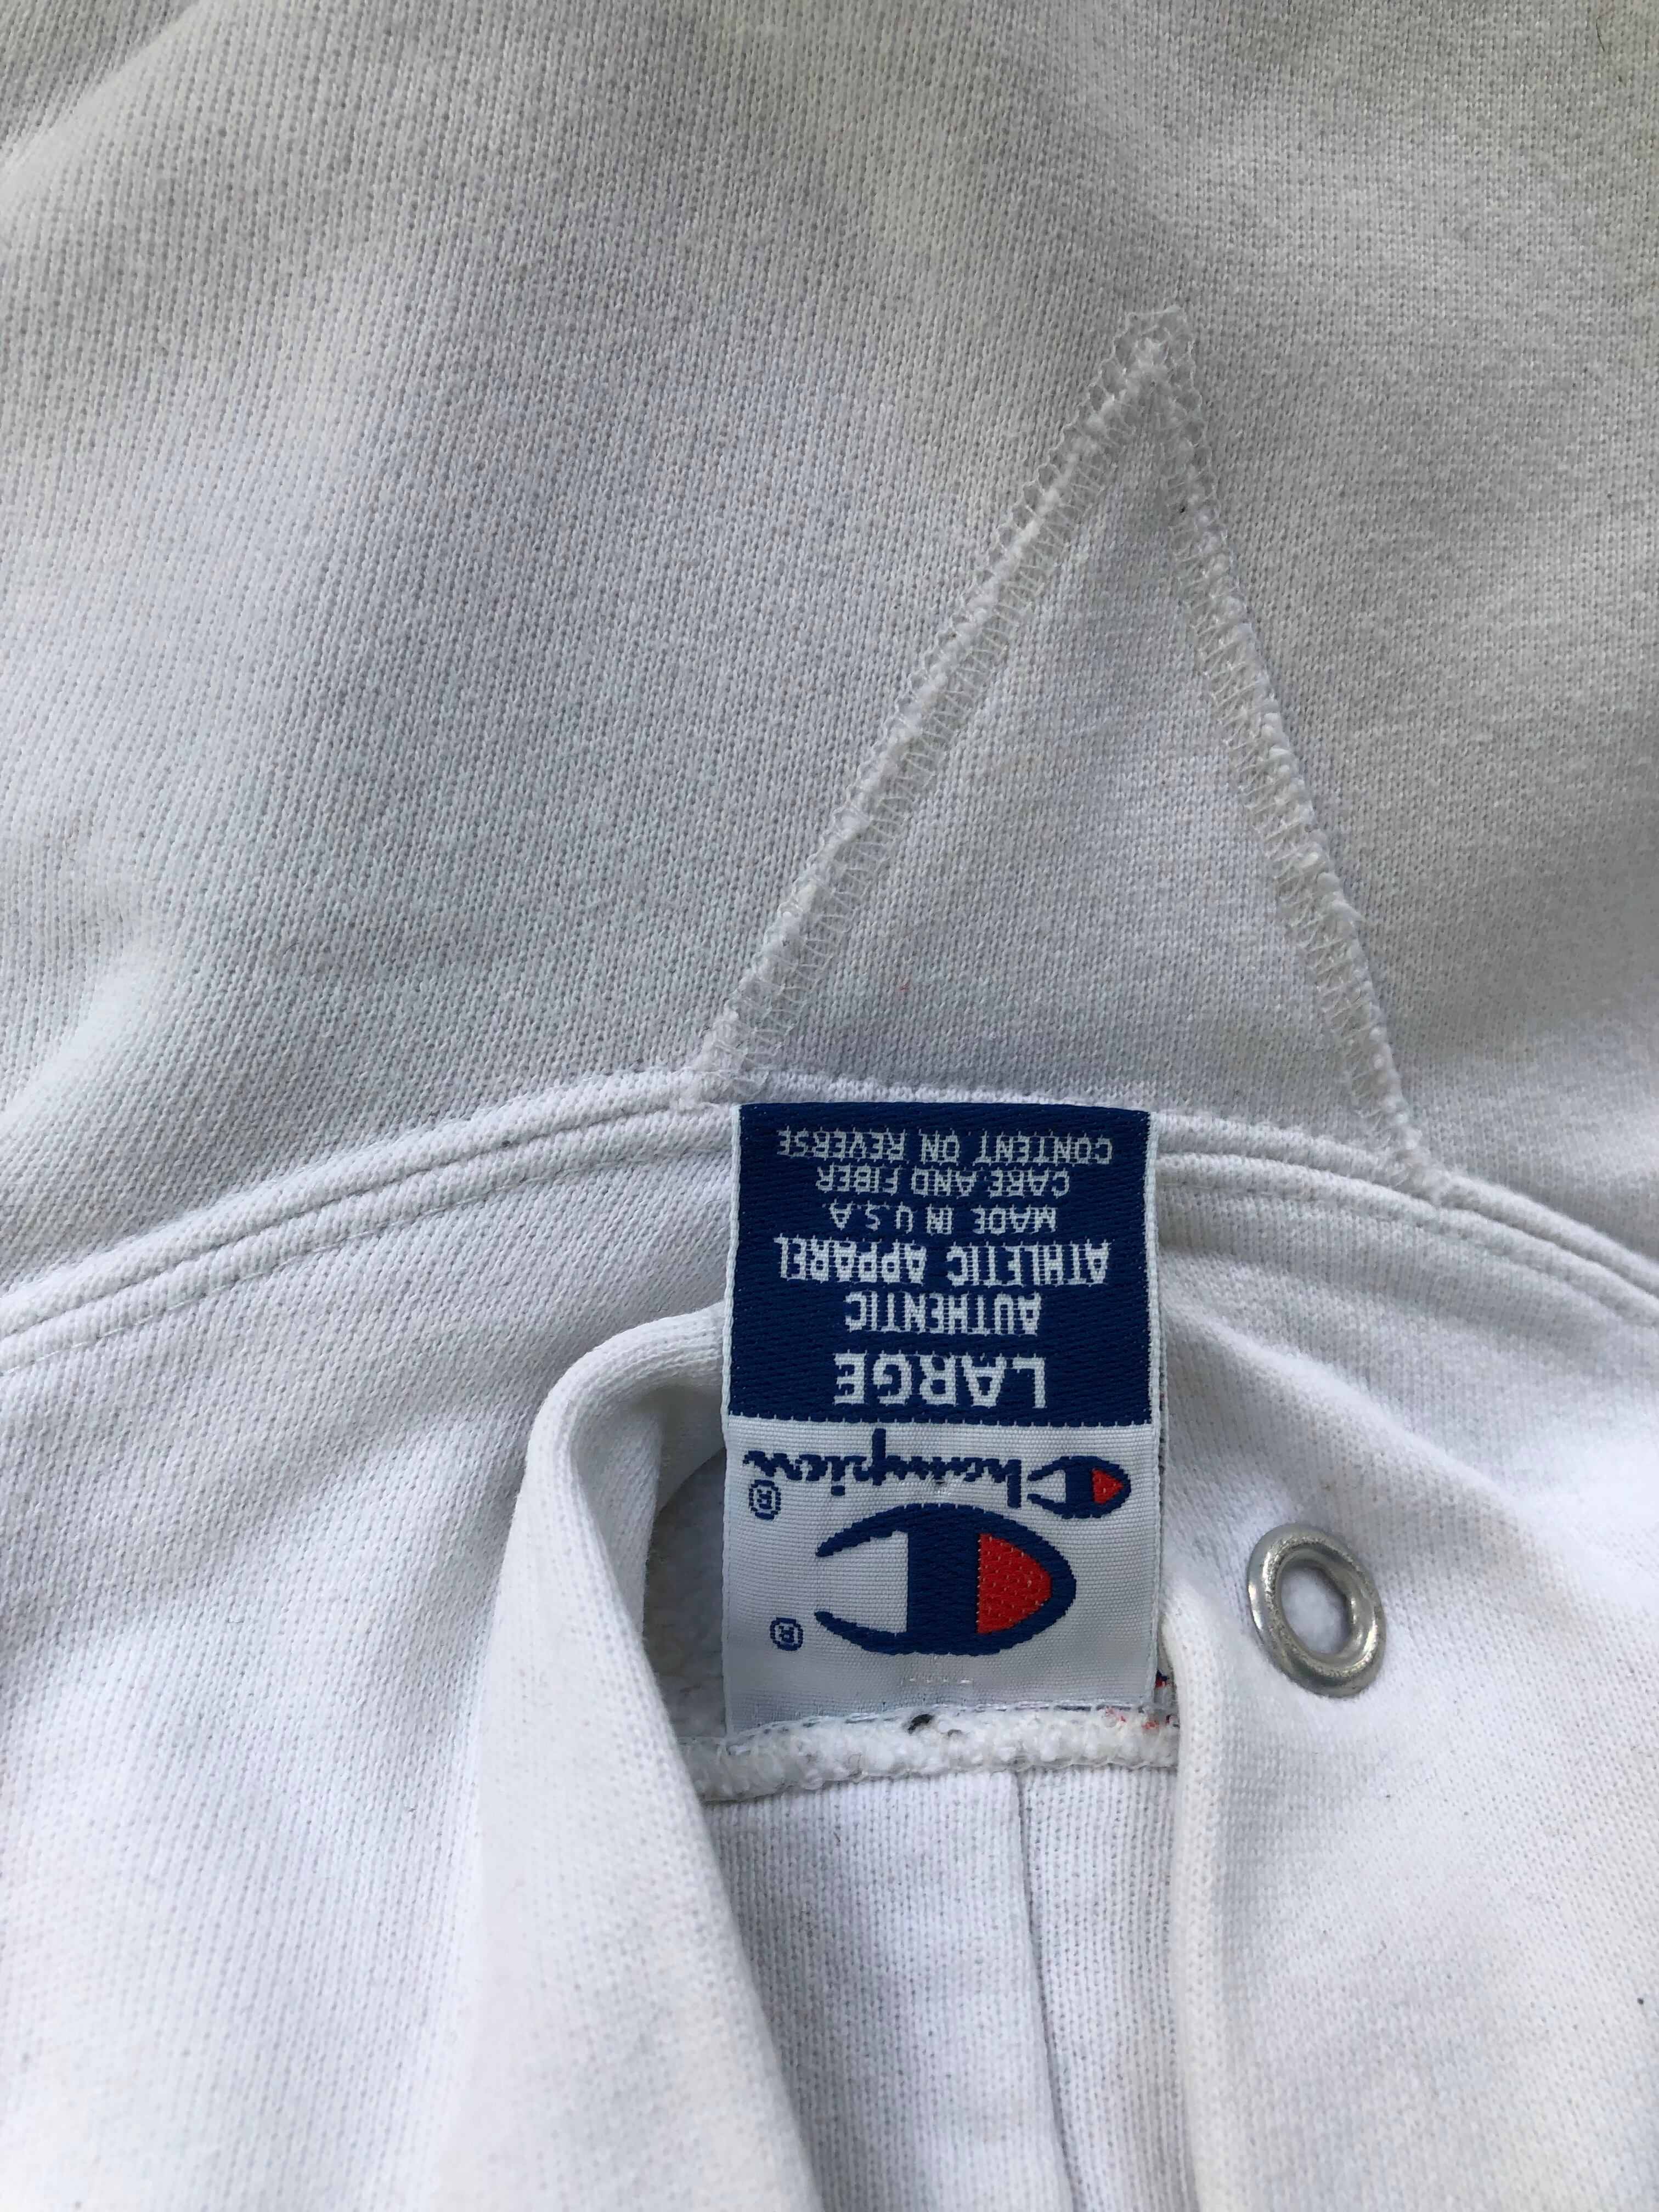 ®
Champion®
LARGE
AUTHENTIC
ATHLETIC APPAREL
MADE IN U.S.A.
CARE AND FIBER
CONTENT ON REVERSE